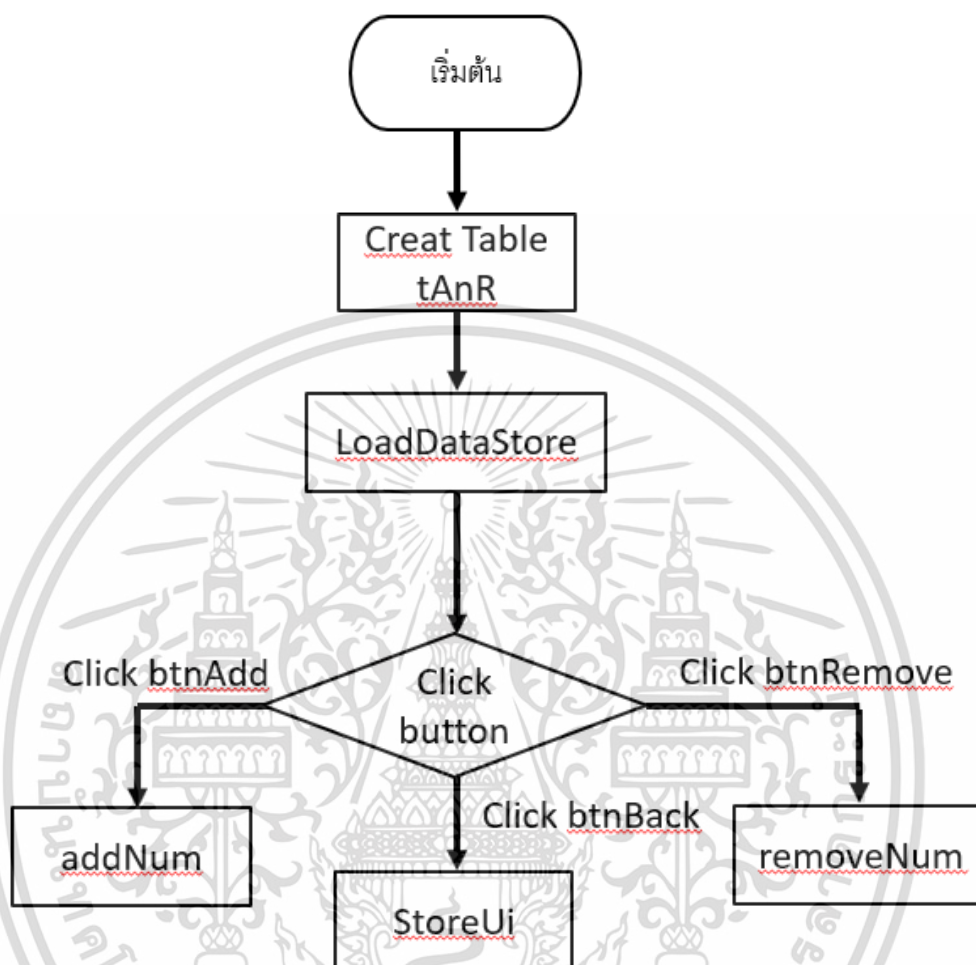 เริ่มต้น
Creat Table
tAnR
LoadDataStore
Click btnAdd
Click
button
Click btnRemove
Click btnBack
addNum
removeNum
StoreUi